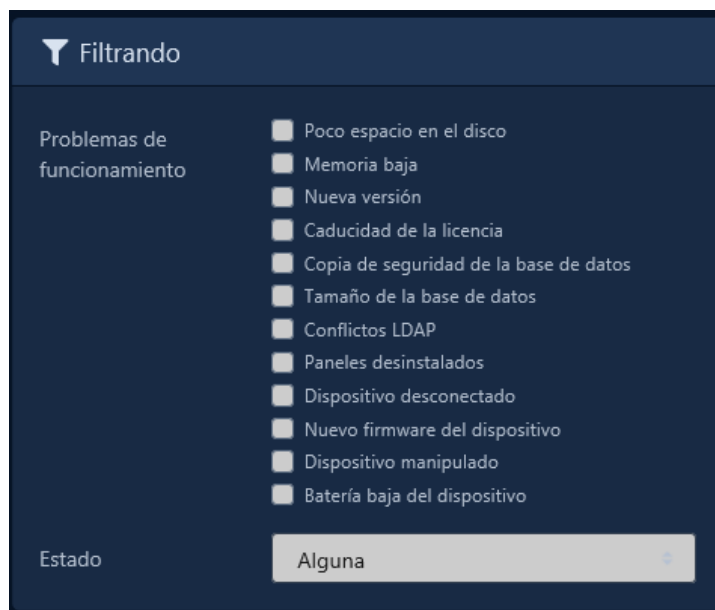 Filtrando
Problemas de
funcionamiento
Poco espacio en el disco
Memoria baja
Nueva versión
Caducidad de la licencia
Copia de seguridad de la base de datos
Tamaño de la base de datos
Conflictos LDAP
Paneles desinstalados
Dispositivo desconectado
Nuevo firmware del dispositivo
Dispositivo manipulado
Batería baja del dispositivo
Estado
Alguna